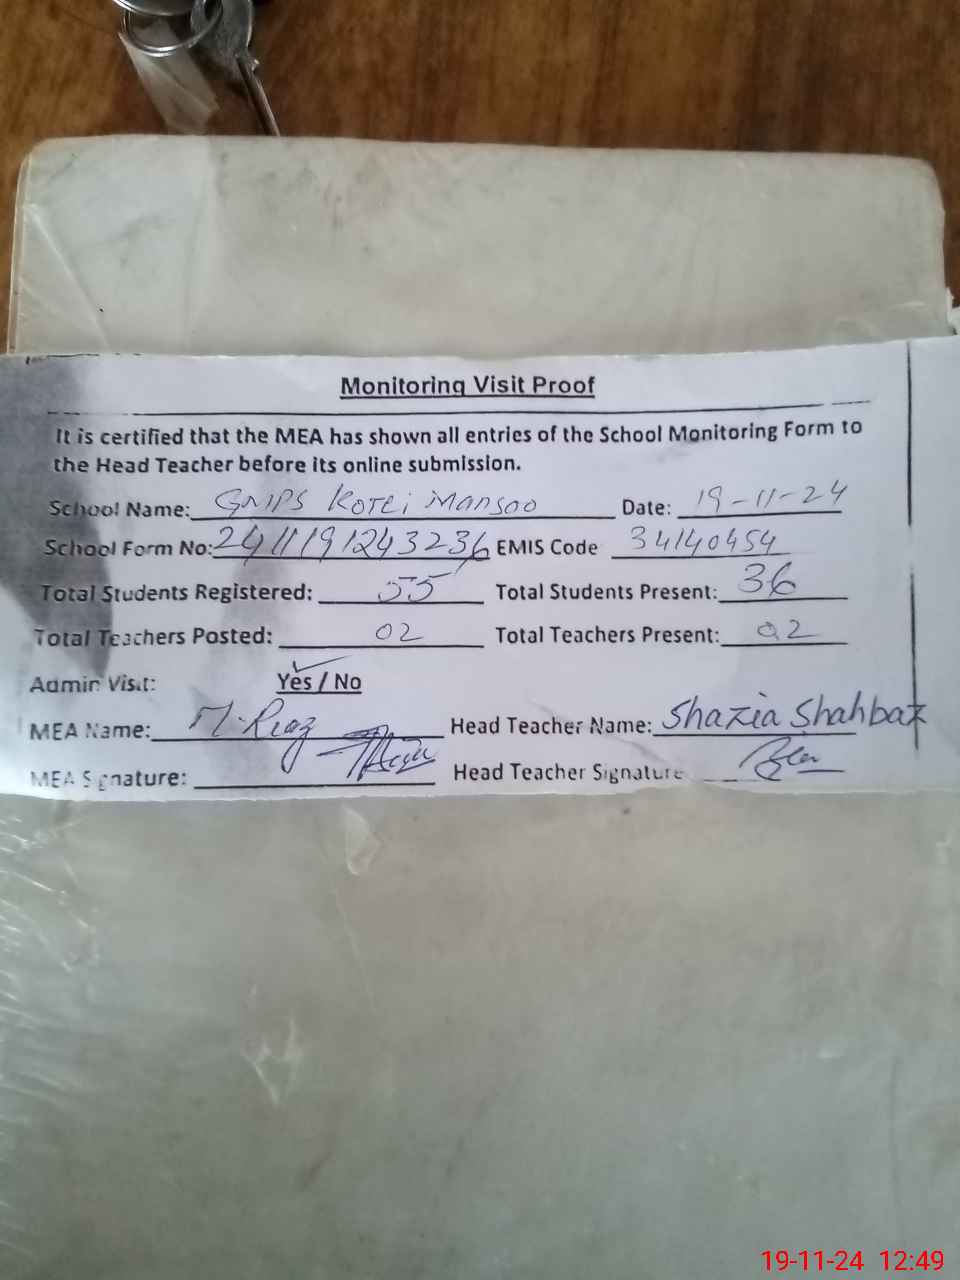 Monitoring Visit Proof
It is certified that the MEA has shown all entries of the School Monitoring Form to
the Head Teacher before its online submission.
School Name: GMPS Kotli Mansoo Date: 19-11-24
School Form No: 2411191243236 EMIS Code 34140454
Total Students Registered: 55 Total Students Present: 36
Total Teachers Posted: 02 Total Teachers Present: 02
Admin Visit: Yes / No
MEA Name: M. Riaz Head Teacher Name: Shazia Shahbaz
MEA Signature: Head Teacher Signature
19-11-24 12:49